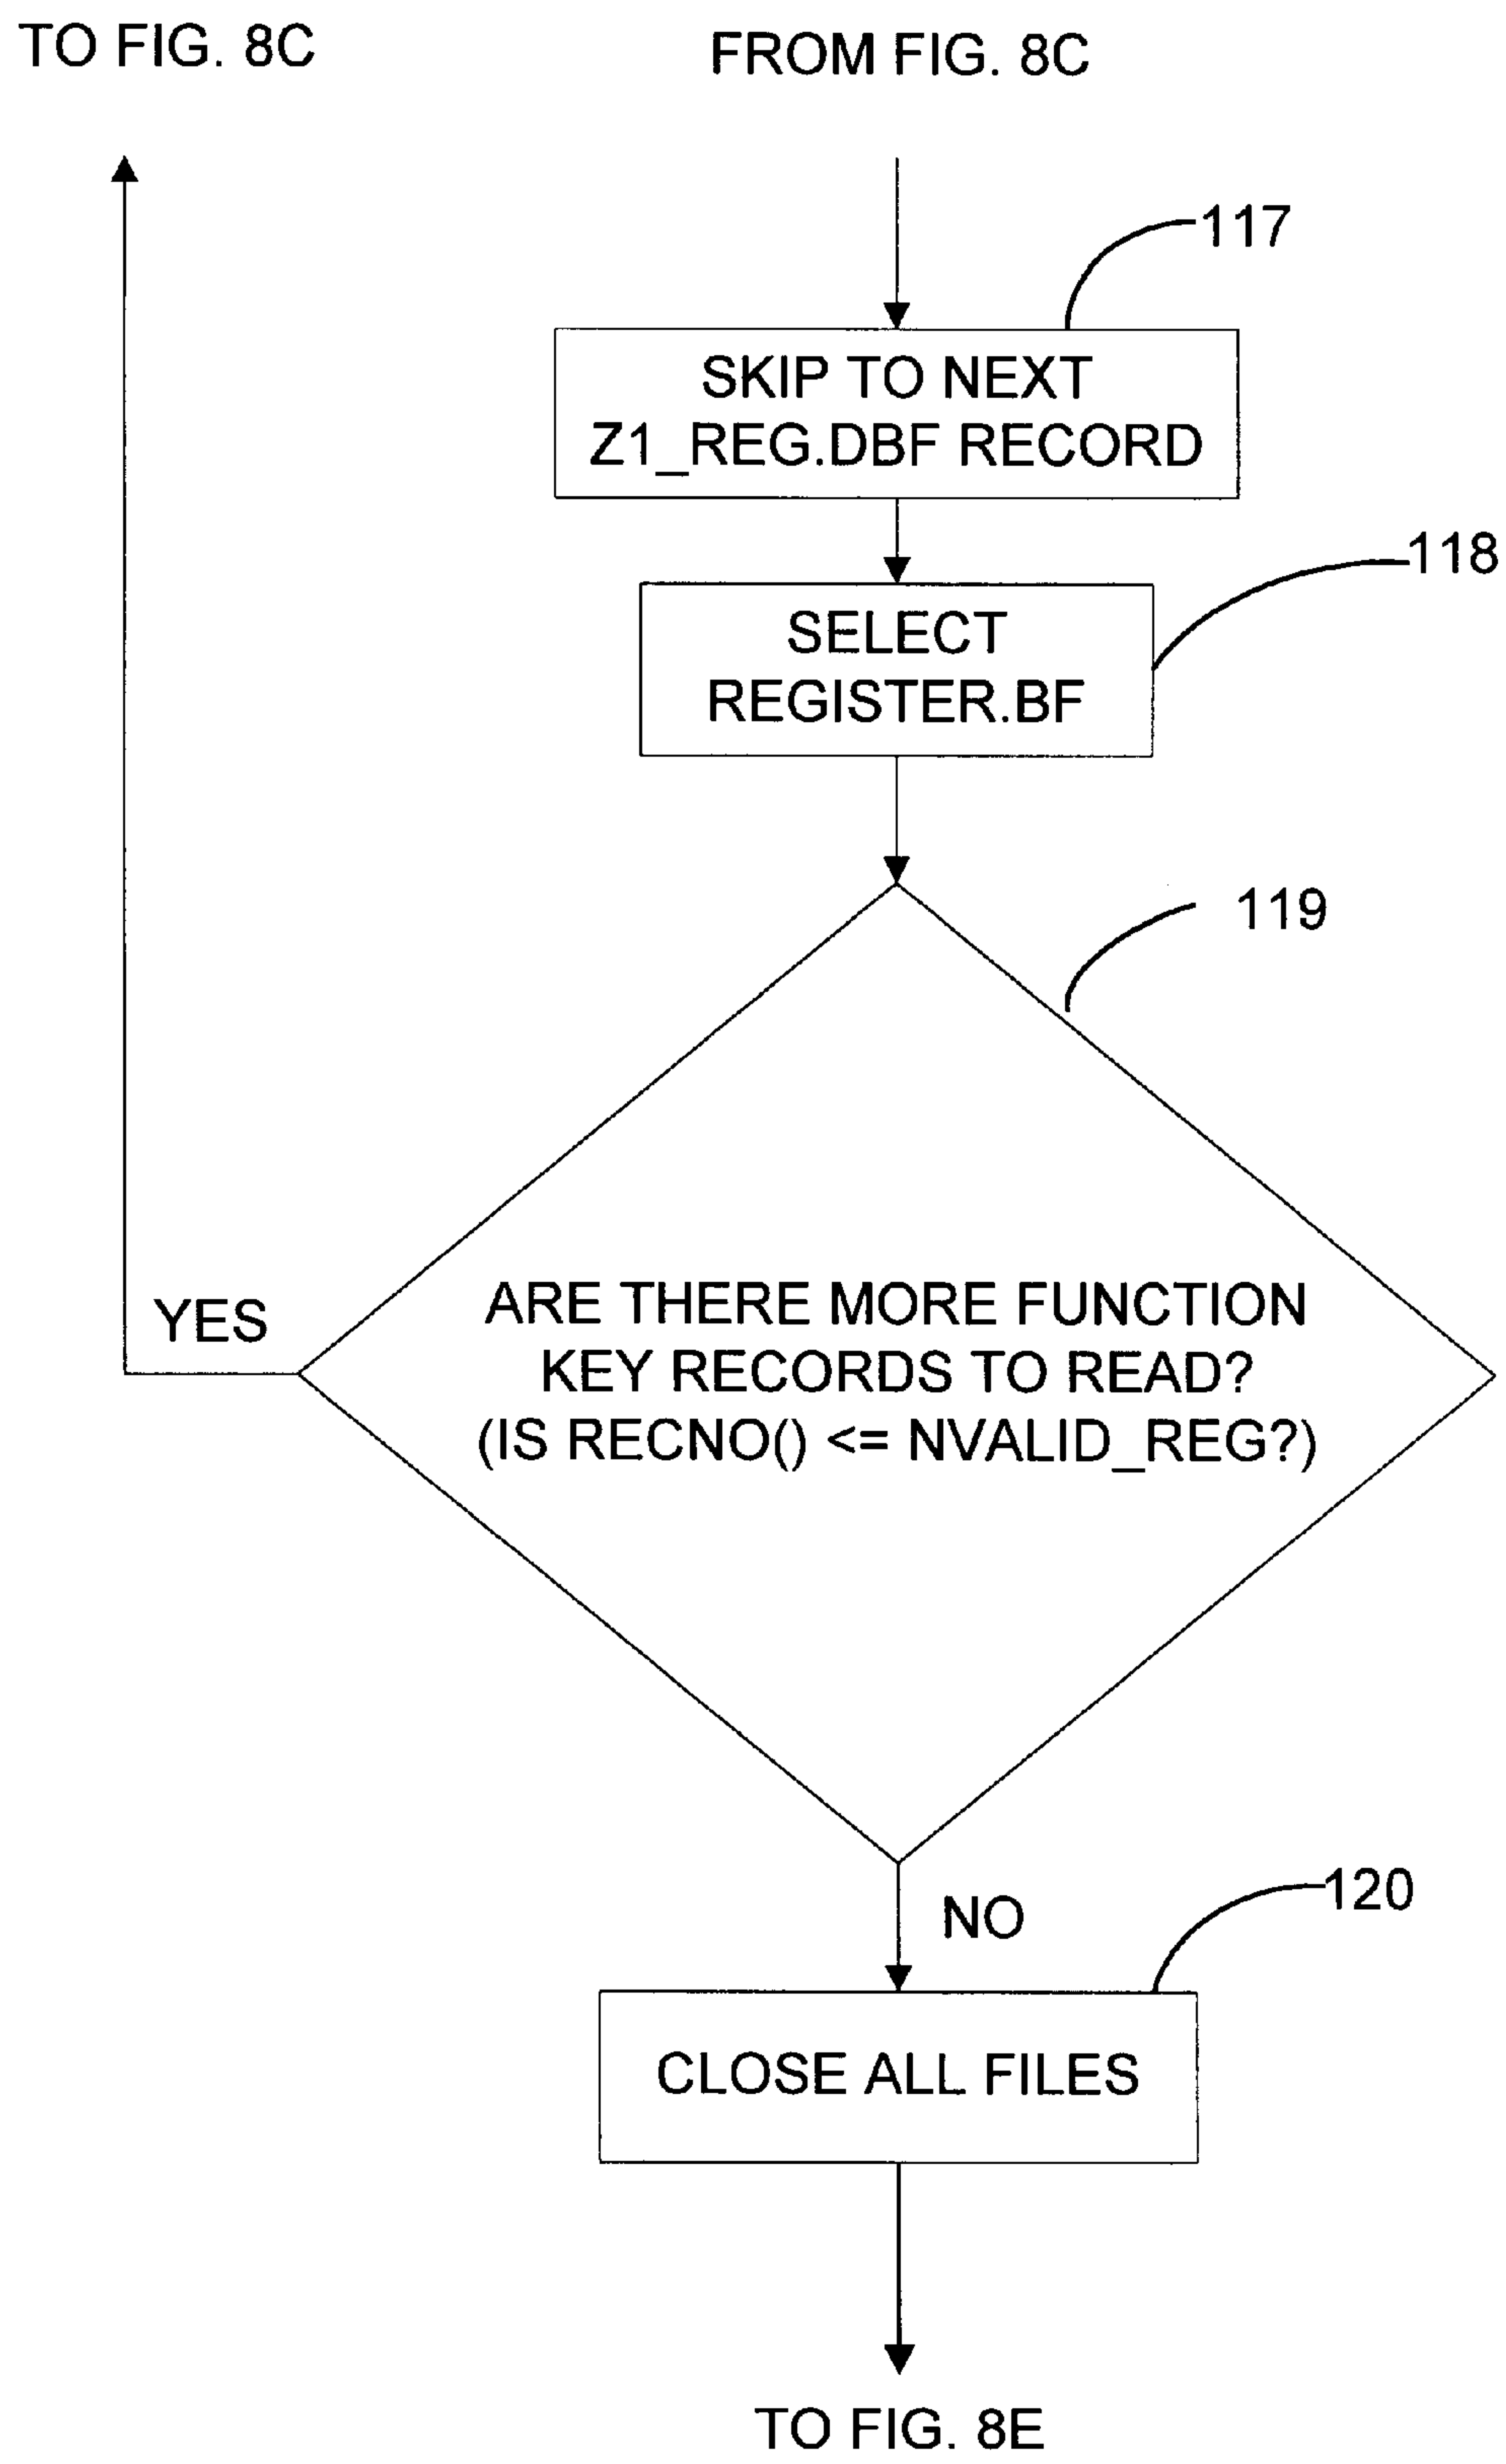 TO FIG. 8C
FROM FIG. 8C
117
SKIP TO NEXT
Z1_REG.DBF RECORD
118
SELECT
REGISTER.BF
119
ARE THERE MORE FUNCTION
KEY RECORDS TO READ?
(IS RECNO() <= NVALID_REG?)
YES
NO
120
CLOSE ALL FILES
TO FIG. 8E